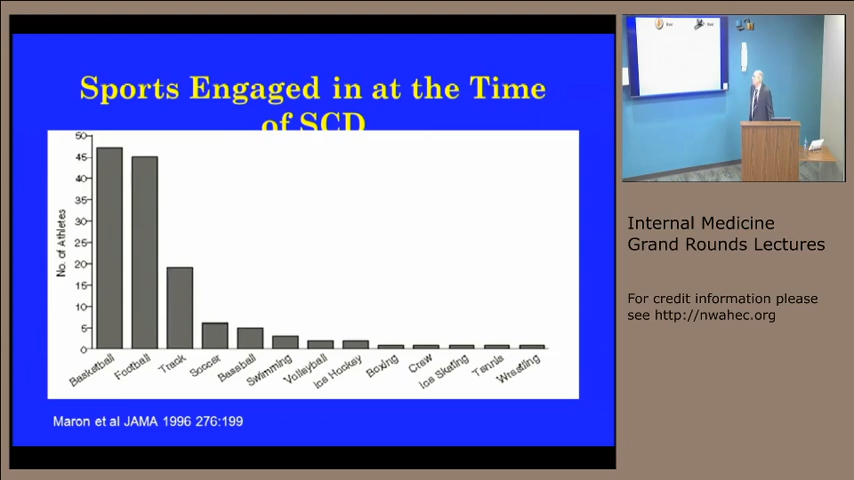 Sports Engaged in at the Time
of SCD
50
45
40
35
30
25
20
15
10
5
0
No. of Athletes
Basketball
Football
Track
Soccer
Baseball
Swimming
Volleyball
Ice Hockey
Boxing
Crew
Ice Skating
Tennis
Wrestling
Maron et al JAMA 1996 276:199
Internal Medicine
Grand Rounds Lectures
For credit information please
see http://nwahec.org